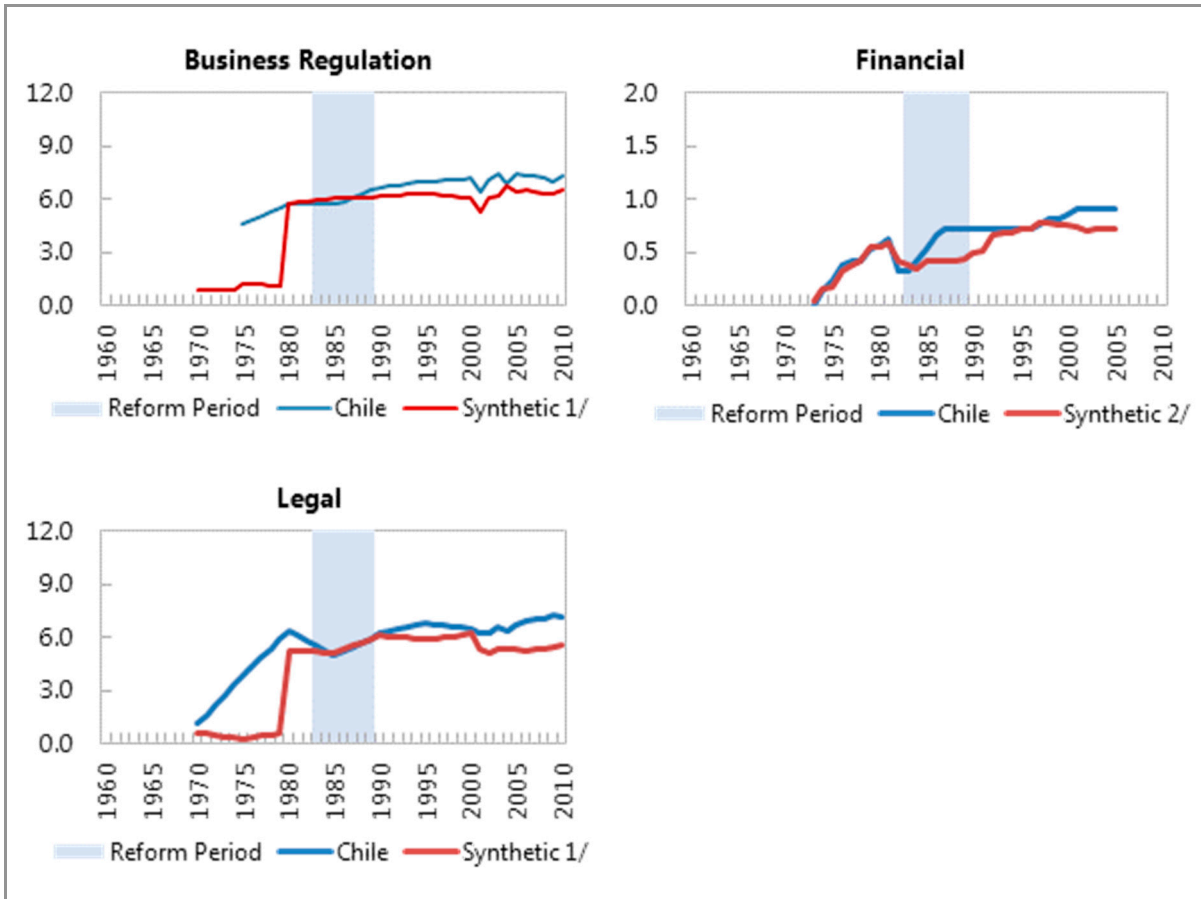 Business Regulation
12.0
9.0
6.0
3.0
0.0
1960 1965 1970 1975 1980 1985 1990 1995 2000 2005 2010
Reform Period Chile Synthetic 1/
Financial
2.0
1.5
1.0
0.5
0.0
1960 1965 1970 1975 1980 1985 1990 1995 2000 2005 2010
Reform Period Chile Synthetic 2/
Legal
12.0
9.0
6.0
3.0
0.0
1960 1965 1970 1975 1980 1985 1990 1995 2000 2005 2010
Reform Period Chile Synthetic 1/